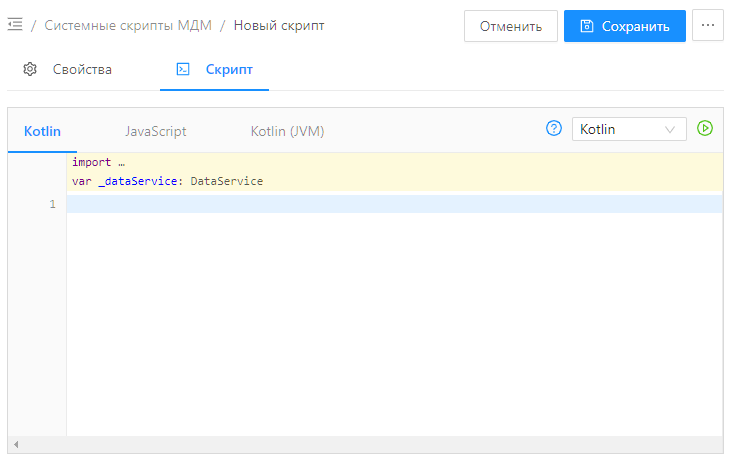 / Системные скрипты МДМ / Новый скрипт
Отменить
Сохранить
Свойства
Скрипт
Kotlin
JavaScript
Kotlin (JVM)
Kotlin
import …
var _dataService: DataService
1